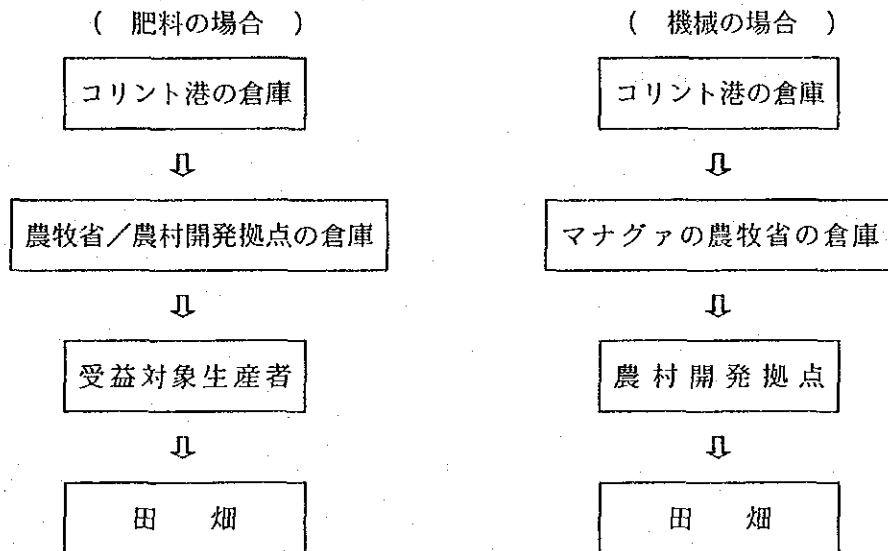 ( 肥料の場合 )
コリント港の倉庫
⇩
農牧省／農村開発拠点の倉庫
⇩
受益対象生産者
⇩
田　　畑
( 機械の場合 )
コリント港の倉庫
⇩
マナグァの農牧省の倉庫
⇩
農村開発拠点
⇩
田　　畑